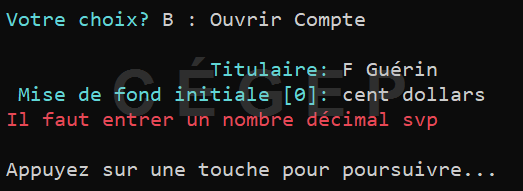 Votre choix? B : Ouvrir Compte
Titulaire: F Guérin
Mise de fond initiale [0]: cent dollars
Il faut entrer un nombre décimal svp
Appuyez sur une touche pour poursuivre...
CÉGEP